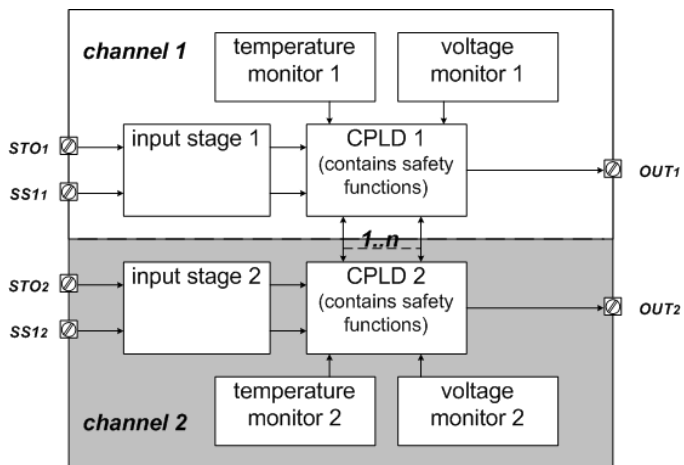 channel 1
temperature
monitor 1
voltage
monitor 1
STO1
SS11
input stage 1
CPLD 1
(contains safety
functions)
OUT1
1..n
STO2
SS12
input stage 2
CPLD 2
(contains safety
functions)
OUT2
temperature
monitor 2
voltage
monitor 2
channel 2